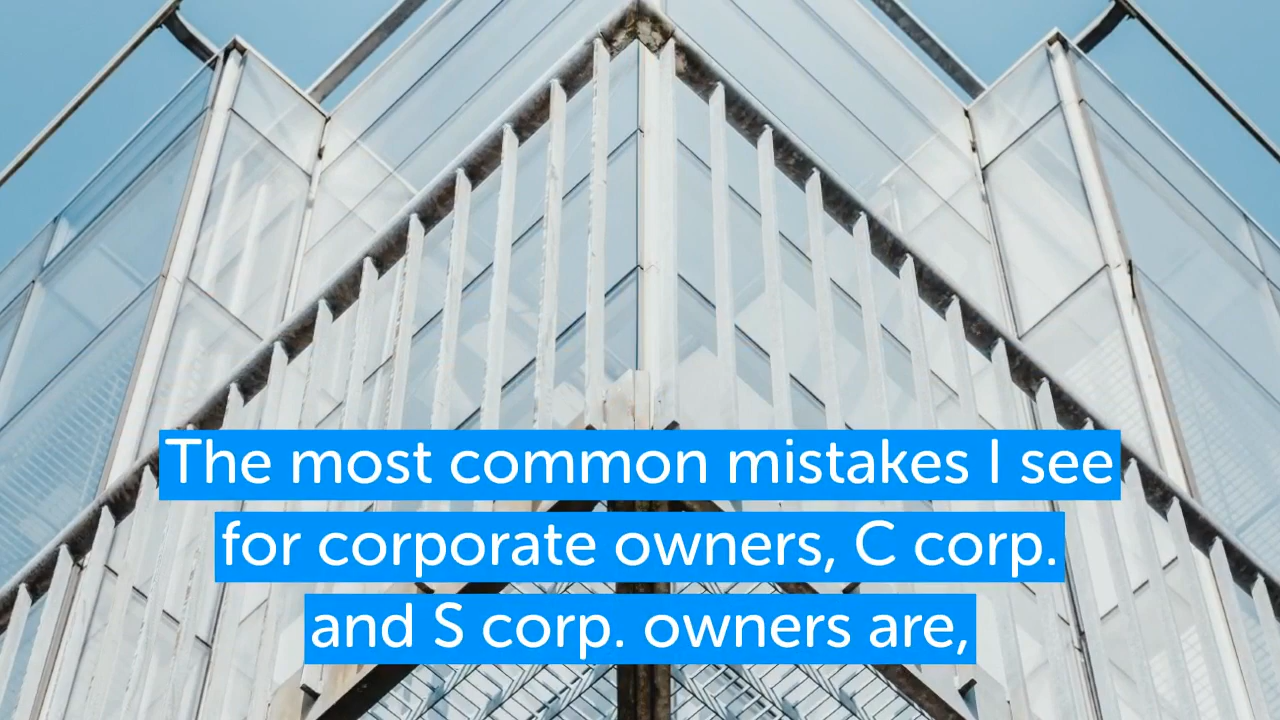 The most common mistakes I see
for corporate owners, C corp.
and S corp. owners are,